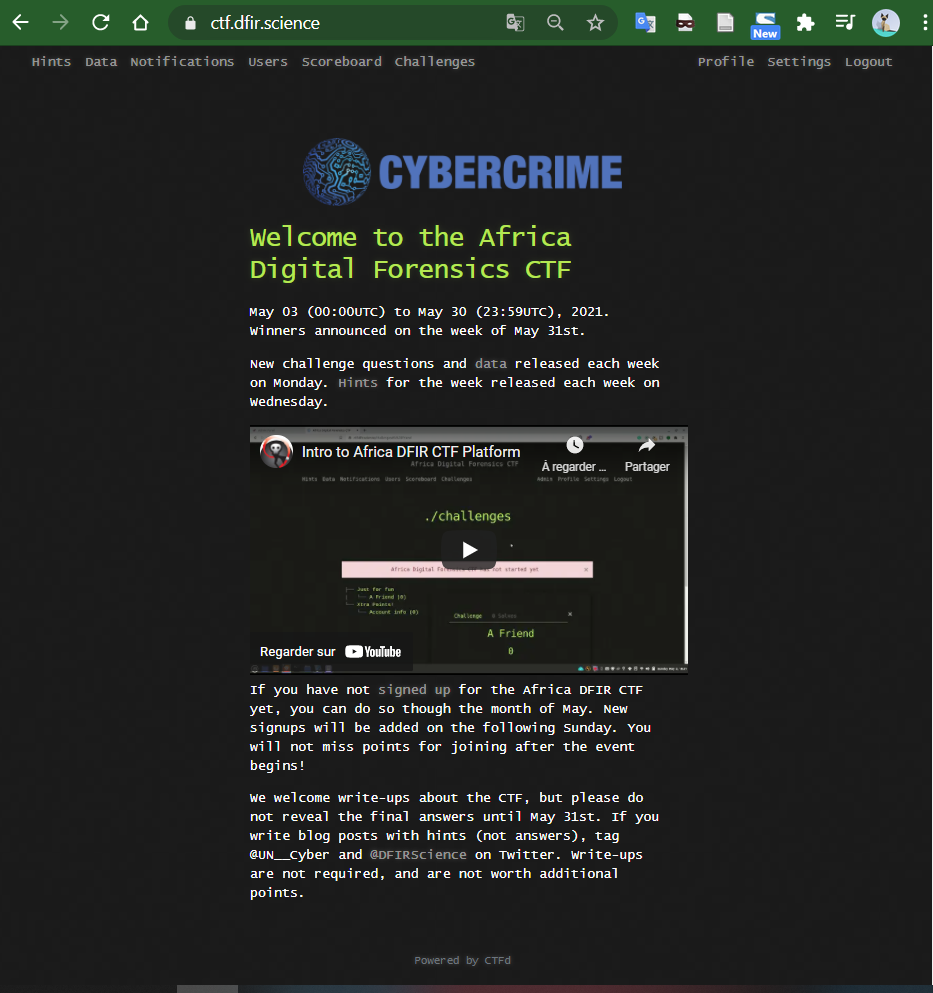 ctf.dfir.science
New
Hints Data Notifications Users Scoreboard Challenges Profile Settings Logout
CYBERCRIME
Welcome to the Africa
Digital Forensics CTF
May 03 (00:00UTC) to May 30 (23:59UTC), 2021.
Winners announced on the week of May 31st.
New challenge questions and data released each week
on Monday. Hints for the week released each week on
Wednesday.
Intro to Africa DFIR CTF Platform
À regarder ...
Partager
Africa Digital Forensics CTF
Hints Data Notifications Users Scoreboard Challenges Admin Profile Settings Logout
./challenges
Africa Digital Forensics CTF has not started yet
Just for fun
A Friend (0)
Xtra Points!
Account info (0)
Challenge
A Friend
0
Regarder sur YouTube
If you have not signed up for the Africa DFIR CTF
yet, you can do so though the month of May. New
signups will be added on the following Sunday. You
will not miss points for joining after the event
begins!
We welcome write-ups about the CTF, but please do
not reveal the final answers until May 31st. If you
write blog posts with hints (not answers), tag
@UN__Cyber and @DFIRScience on Twitter. Write-ups
are not required, and are not worth additional
points.
Powered by CTFd